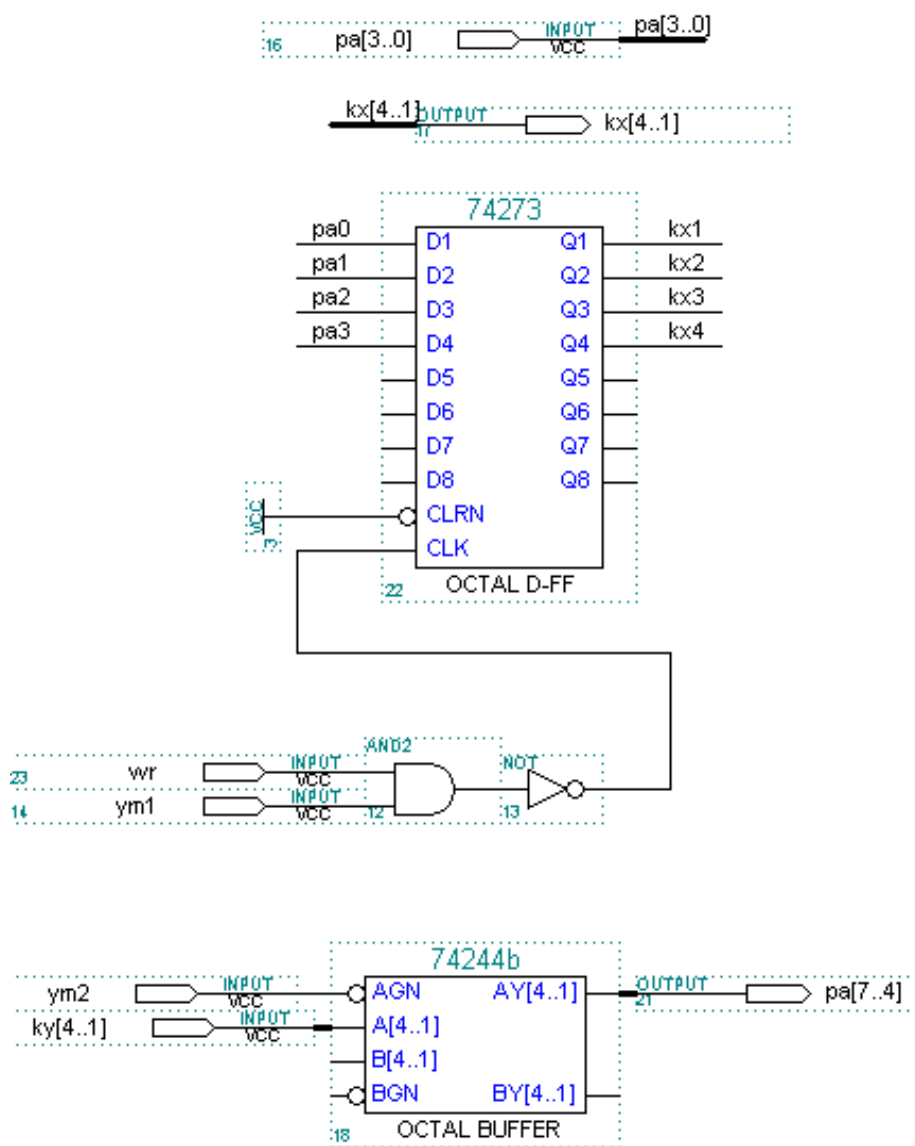 16 pa[3..0] INPUT VCC pa[3..0]
kx[4..1] OUTPUT 17 kx[4..1]
74273
pa0 D1 Q1 kx1
pa1 D2 Q2 kx2
pa2 D3 Q3 kx3
pa3 D4 Q4 kx4
D5 Q5
D6 Q6
D7 Q7
D8 Q8
VCC 3 CLRN
CLK
22 OCTAL D-FF
AND2
23 wr INPUT VCC NOT
14 ym1 INPUT VCC 12 13
74244b
ym2 INPUT VCC AGN AY[4..1] OUTPUT 21 pa[7..4]
ky[4..1] INPUT VCC A[4..1]
B[4..1]
BGN BY[4..1]
18 OCTAL BUFFER